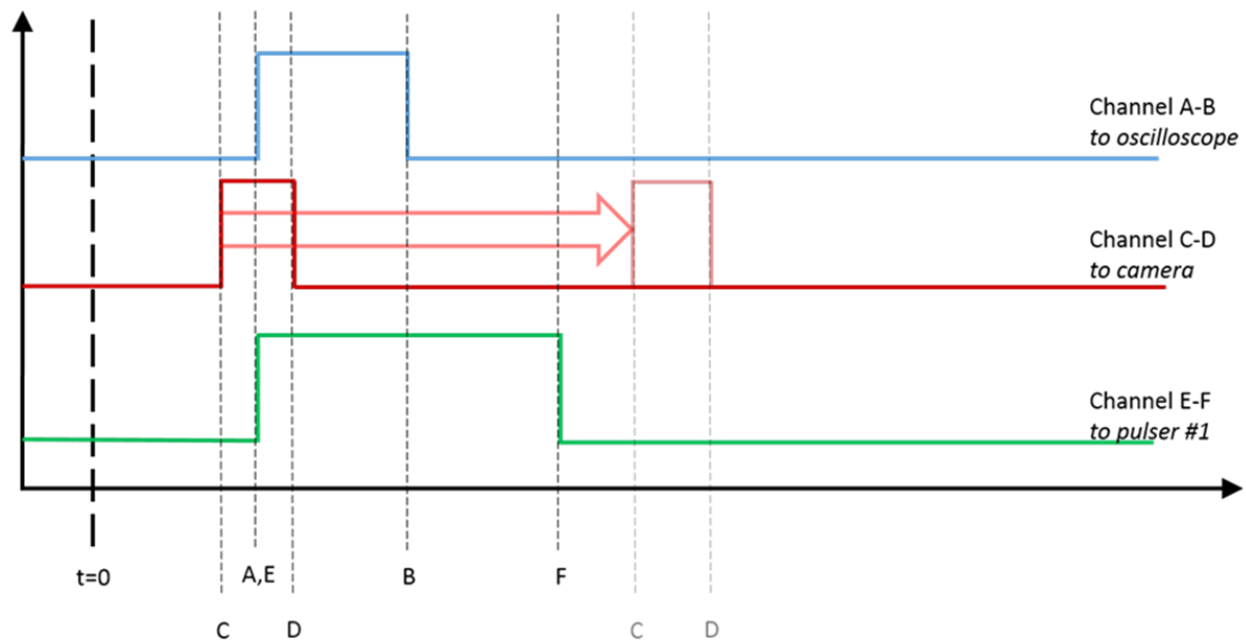 Channel A-B
to oscilloscope
Channel C-D
to camera
Channel E-F
to pulser #1
t=0
A,E
B
F
C
D
C
D